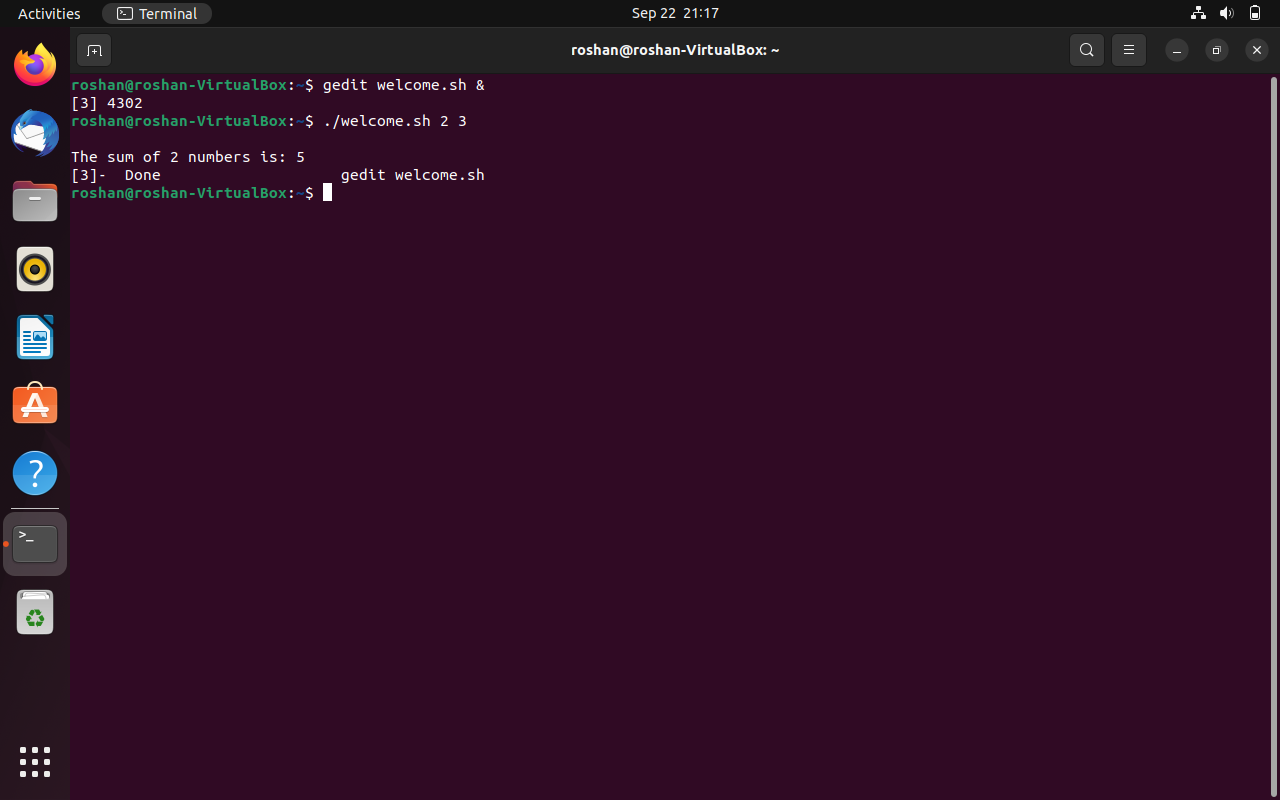 Activities Terminal Sep 22 21:17
roshan@roshan-VirtualBox: ~
roshan@roshan-VirtualBox:~$ gedit welcome.sh &
[3] 4302
roshan@roshan-VirtualBox:~$ ./welcome.sh 2 3
The sum of 2 numbers is: 5
[3]-  Done                    gedit welcome.sh
roshan@roshan-VirtualBox:~$